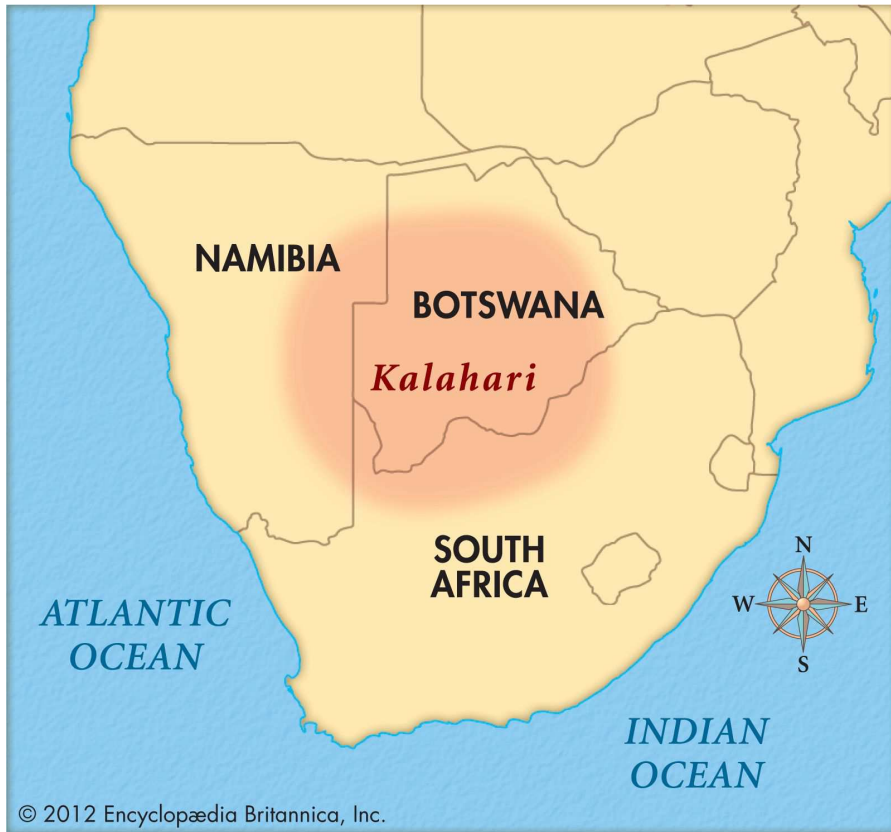 NAMIBIA
BOTSWANA
Kalahari
SOUTH
AFRICA
N
W
E
S
ATLANTIC
OCEAN
INDIAN
OCEAN
© 2012 Encyclopædia Britannica, Inc.